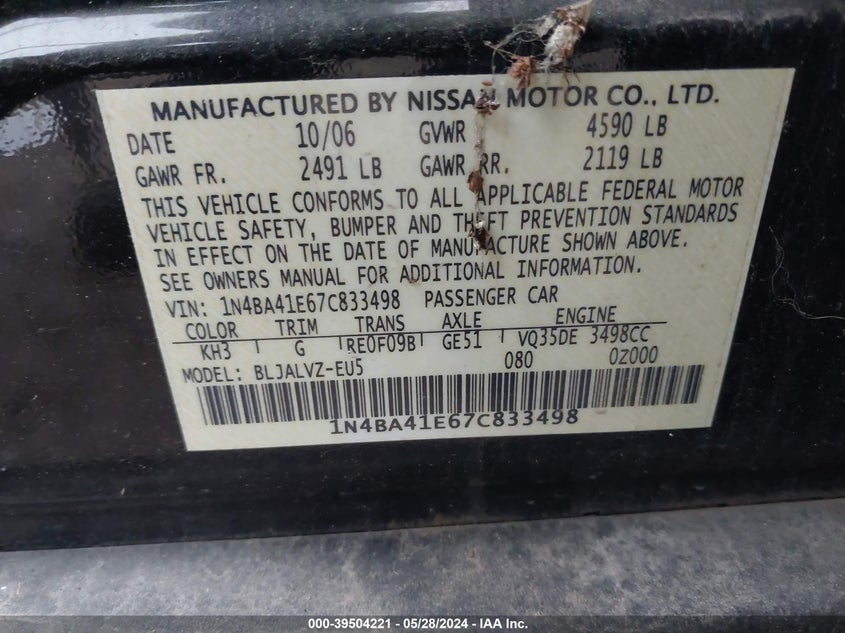 MANUFACTURED BY NISSAN MOTOR CO., LTD.
DATE 10/06 GVWR 4590 LB
GAWR FR. 2491 LB GAWR RR. 2119 LB
THIS VEHICLE CONFORMS TO ALL APPLICABLE FEDERAL MOTOR
VEHICLE SAFETY, BUMPER AND THEFT PREVENTION STANDARDS
IN EFFECT ON THE DATE OF MANUFACTURE SHOWN ABOVE.
SEE OWNERS MANUAL FOR ADDITIONAL INFORMATION.
VIN: 1N4BA41E67C833498 PASSENGER CAR
COLOR TRIM TRANS AXLE ENGINE
KH3 G RE0F09B GE51 VQ35DE 3498CC
MODEL: BLJALVZ-EU5 080 0Z000
1N4BA41E67C833498
000-39504221 - 05/28/2024 - IAA Inc.